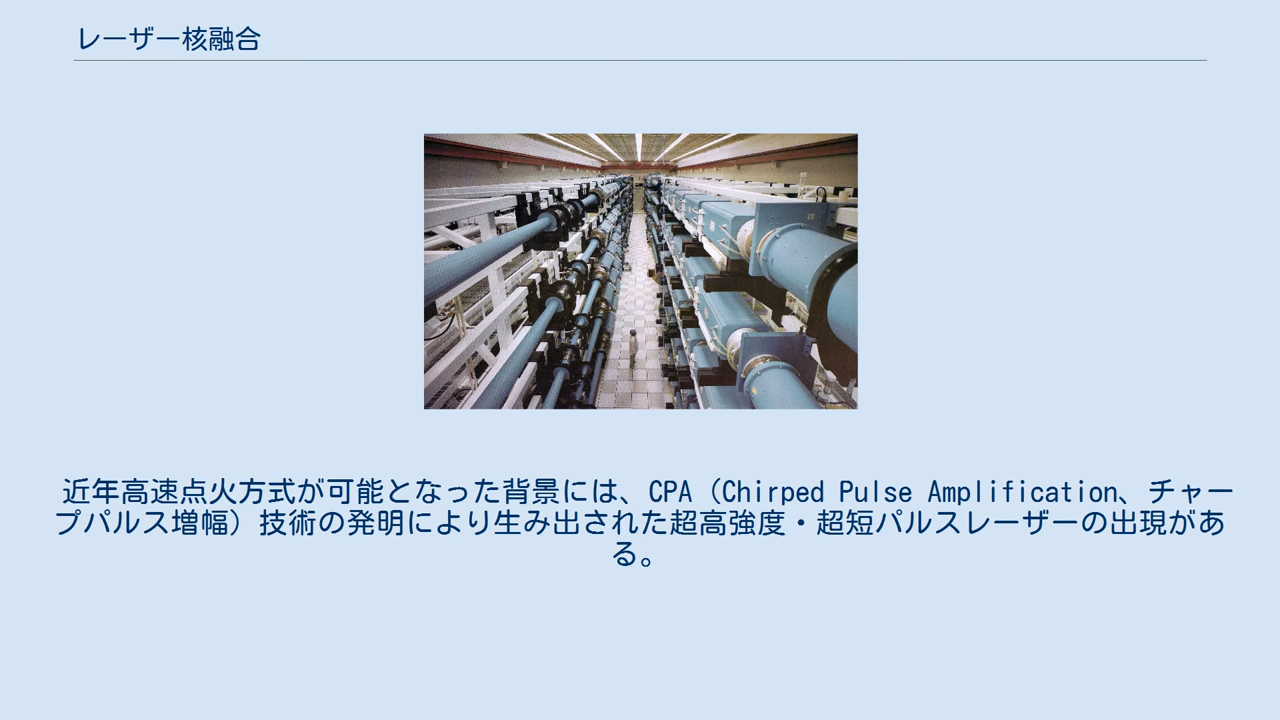 レーザー核融合
近年高速点火方式が可能となった背景には、CPA（Chirped Pulse Amplification、チャー
プパルス増幅）技術の発明により生み出された超高強度・超短パルスレーザーの出現があ
る。